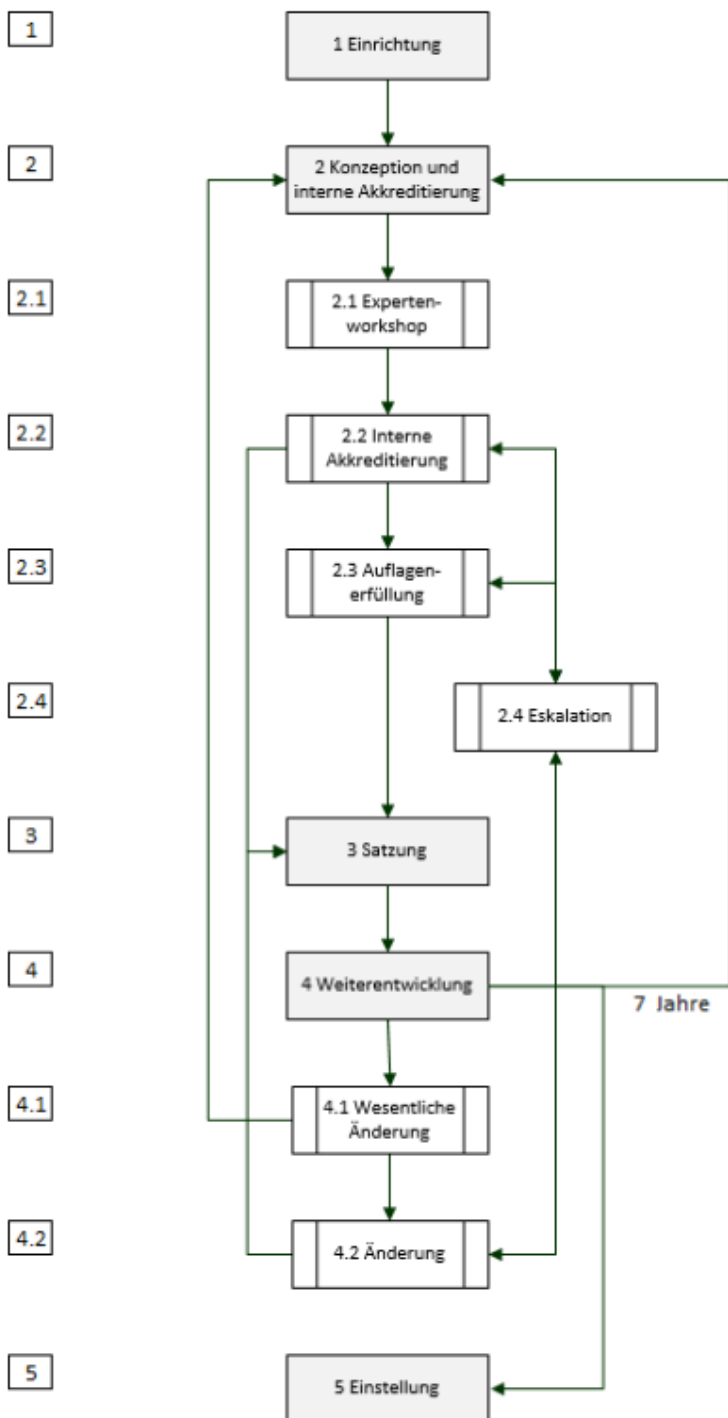 1
1 Einrichtung
2
2 Konzeption und
interne Akkreditierung
2.1
2.1 Experten-
workshop
2.2
2.2 Interne
Akkreditierung
2.3
2.3 Auflagen-
erfüllung
2.4
2.4 Eskalation
3
3 Satzung
4
4 Weiterentwicklung
7 Jahre
4.1
4.1 Wesentliche
Änderung
4.2
4.2 Änderung
5
5 Einstellung